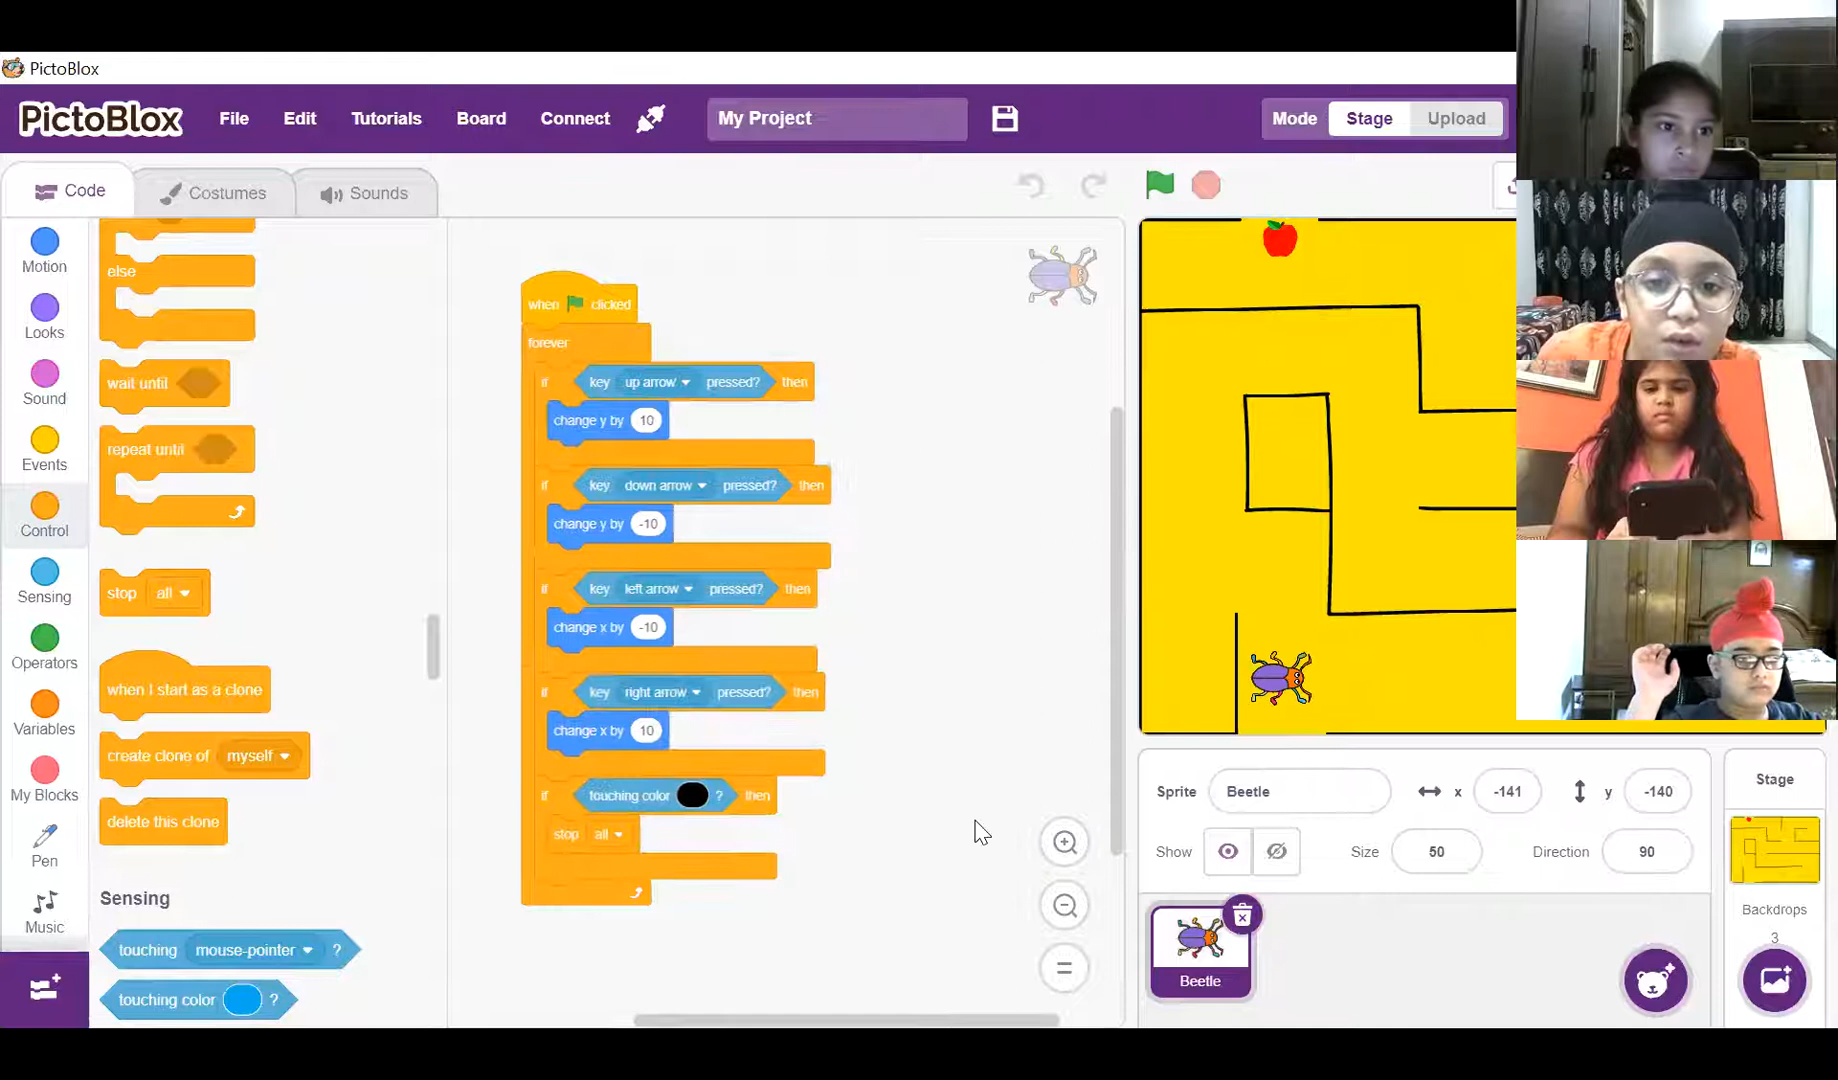 PictoBlox
PictoBlox File Edit Tutorials Board Connect My Project Mode Stage Upload
Code Costumes Sounds
Motion
Looks
Sound
Events
Control
Sensing
Operators
Variables
My Blocks
Pen
Music
else
wait until
repeat until
stop all
when I start as a clone
create clone of myself
delete this clone
Sensing
touching mouse-pointer ?
touching color ?
when clicked
forever
if key up arrow pressed? then
change y by 10
if key down arrow pressed? then
change y by -10
if key left arrow pressed? then
change x by -10
if key right arrow pressed? then
change x by 10
if touching color ? then
stop all
Sprite Beetle x -141 y -140
Show Size 50 Direction 90
Beetle
Stage
Backdrops
3